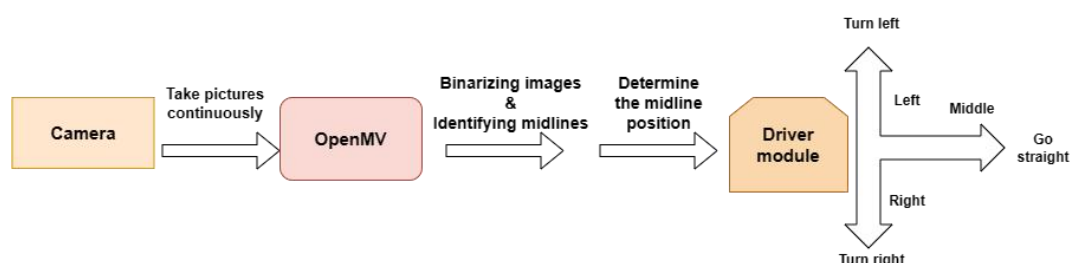 Camera
Take pictures
continuously
OpenMV
Binarizing images
&
Identifying midlines
Determine
the midline
position
Driver
module
Turn left
Left
Middle
Go
straight
Right
Turn right